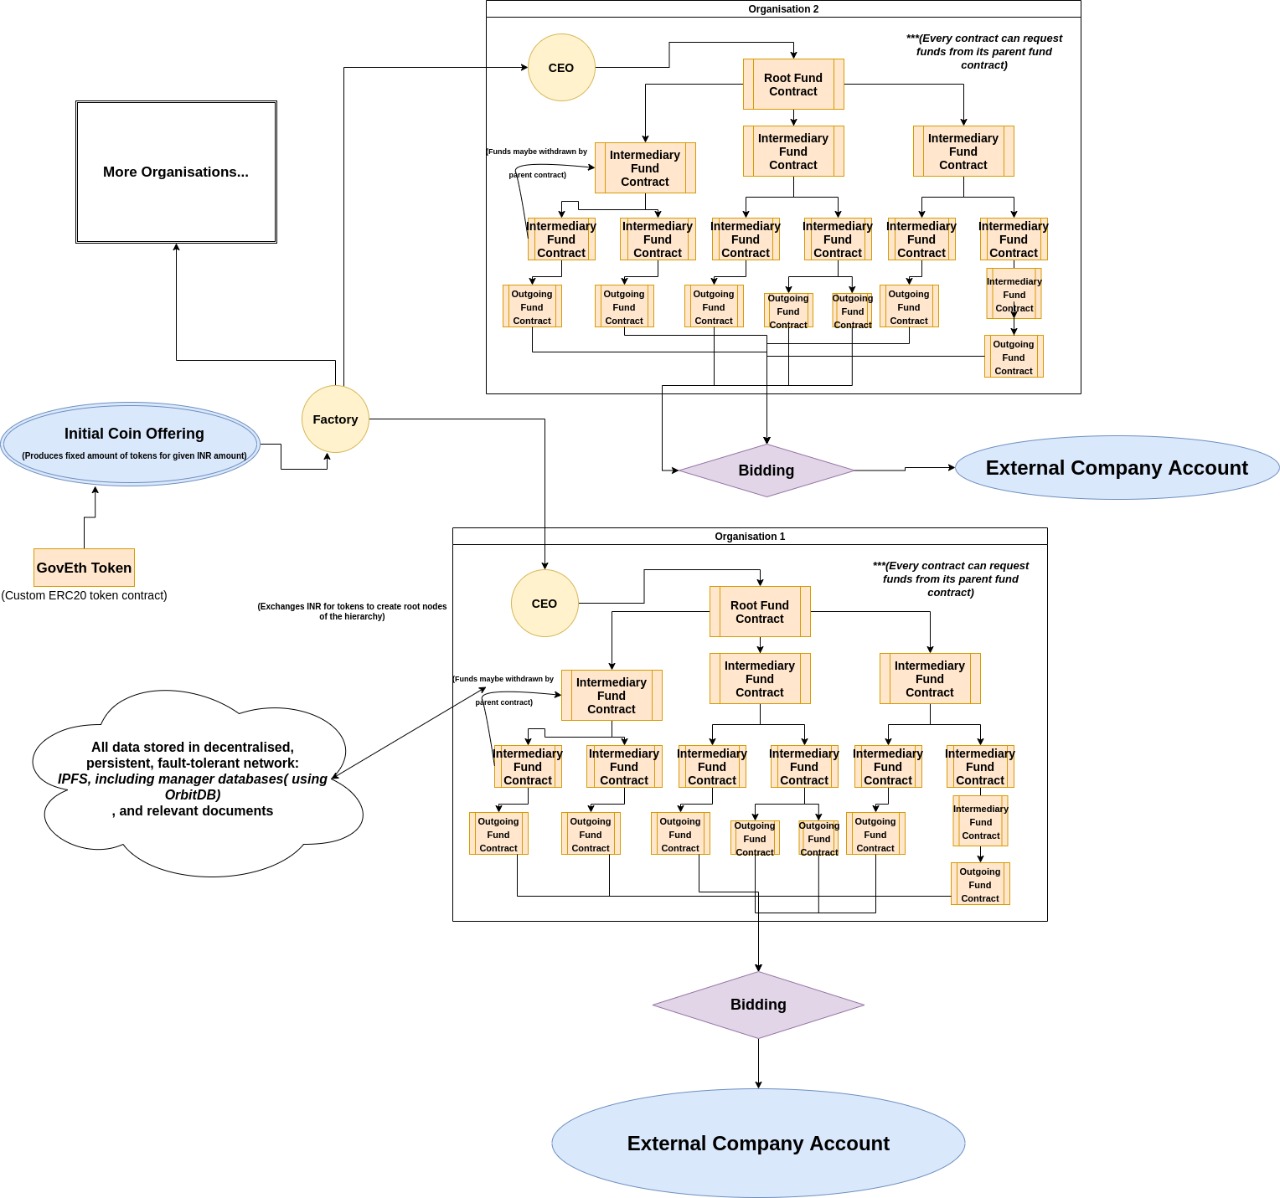 Organisation 2
***(Every contract can request
funds from its parent fund
contract)
CEO
Root Fund
Contract
Intermediary
Fund
Contract
Intermediary
Fund
Contract
(Funds maybe withdrawn by
parent contract)
Intermediary
Fund
Contract
Intermediary
Fund
Contract
Intermediary
Fund
Contract
Intermediary
Fund
Contract
Intermediary
Fund
Contract
Intermediary
Fund
Contract
Intermediary
Fund
Contract
Intermediary
Fund
Contract
Outgoing
Fund
Contract
Outgoing
Fund
Contract
Outgoing
Fund
Contract
Outgoing
Fund
Contract
Outgoing
Fund
Contract
Outgoing
Fund
Contract
Outgoing
Fund
Contract
More Organisations...
Factory
Initial Coin Offering
(Produces fixed amount of tokens for given INR amount)
Bidding
External Company Account
GovEth Token
(Custom ERC20 token contract)
(Exchanges INR for tokens to create root nodes
of the hierarchy)
Organisation 1
***(Every contract can request
funds from its parent fund
contract)
CEO
Root Fund
Contract
Intermediary
Fund
Contract
Intermediary
Fund
Contract
(Funds maybe withdrawn by
parent contract)
Intermediary
Fund
Contract
Intermediary
Fund
Contract
Intermediary
Fund
Contract
Intermediary
Fund
Contract
Intermediary
Fund
Contract
Intermediary
Fund
Contract
Intermediary
Fund
Contract
Intermediary
Fund
Contract
Outgoing
Fund
Contract
Outgoing
Fund
Contract
Outgoing
Fund
Contract
Outgoing
Fund
Contract
Outgoing
Fund
Contract
Outgoing
Fund
Contract
Outgoing
Fund
Contract
All data stored in decentralised,
persistent, fault-tolerant network:
IPFS, including manager databases( using
OrbitDB)
, and relevant documents
Bidding
External Company Account